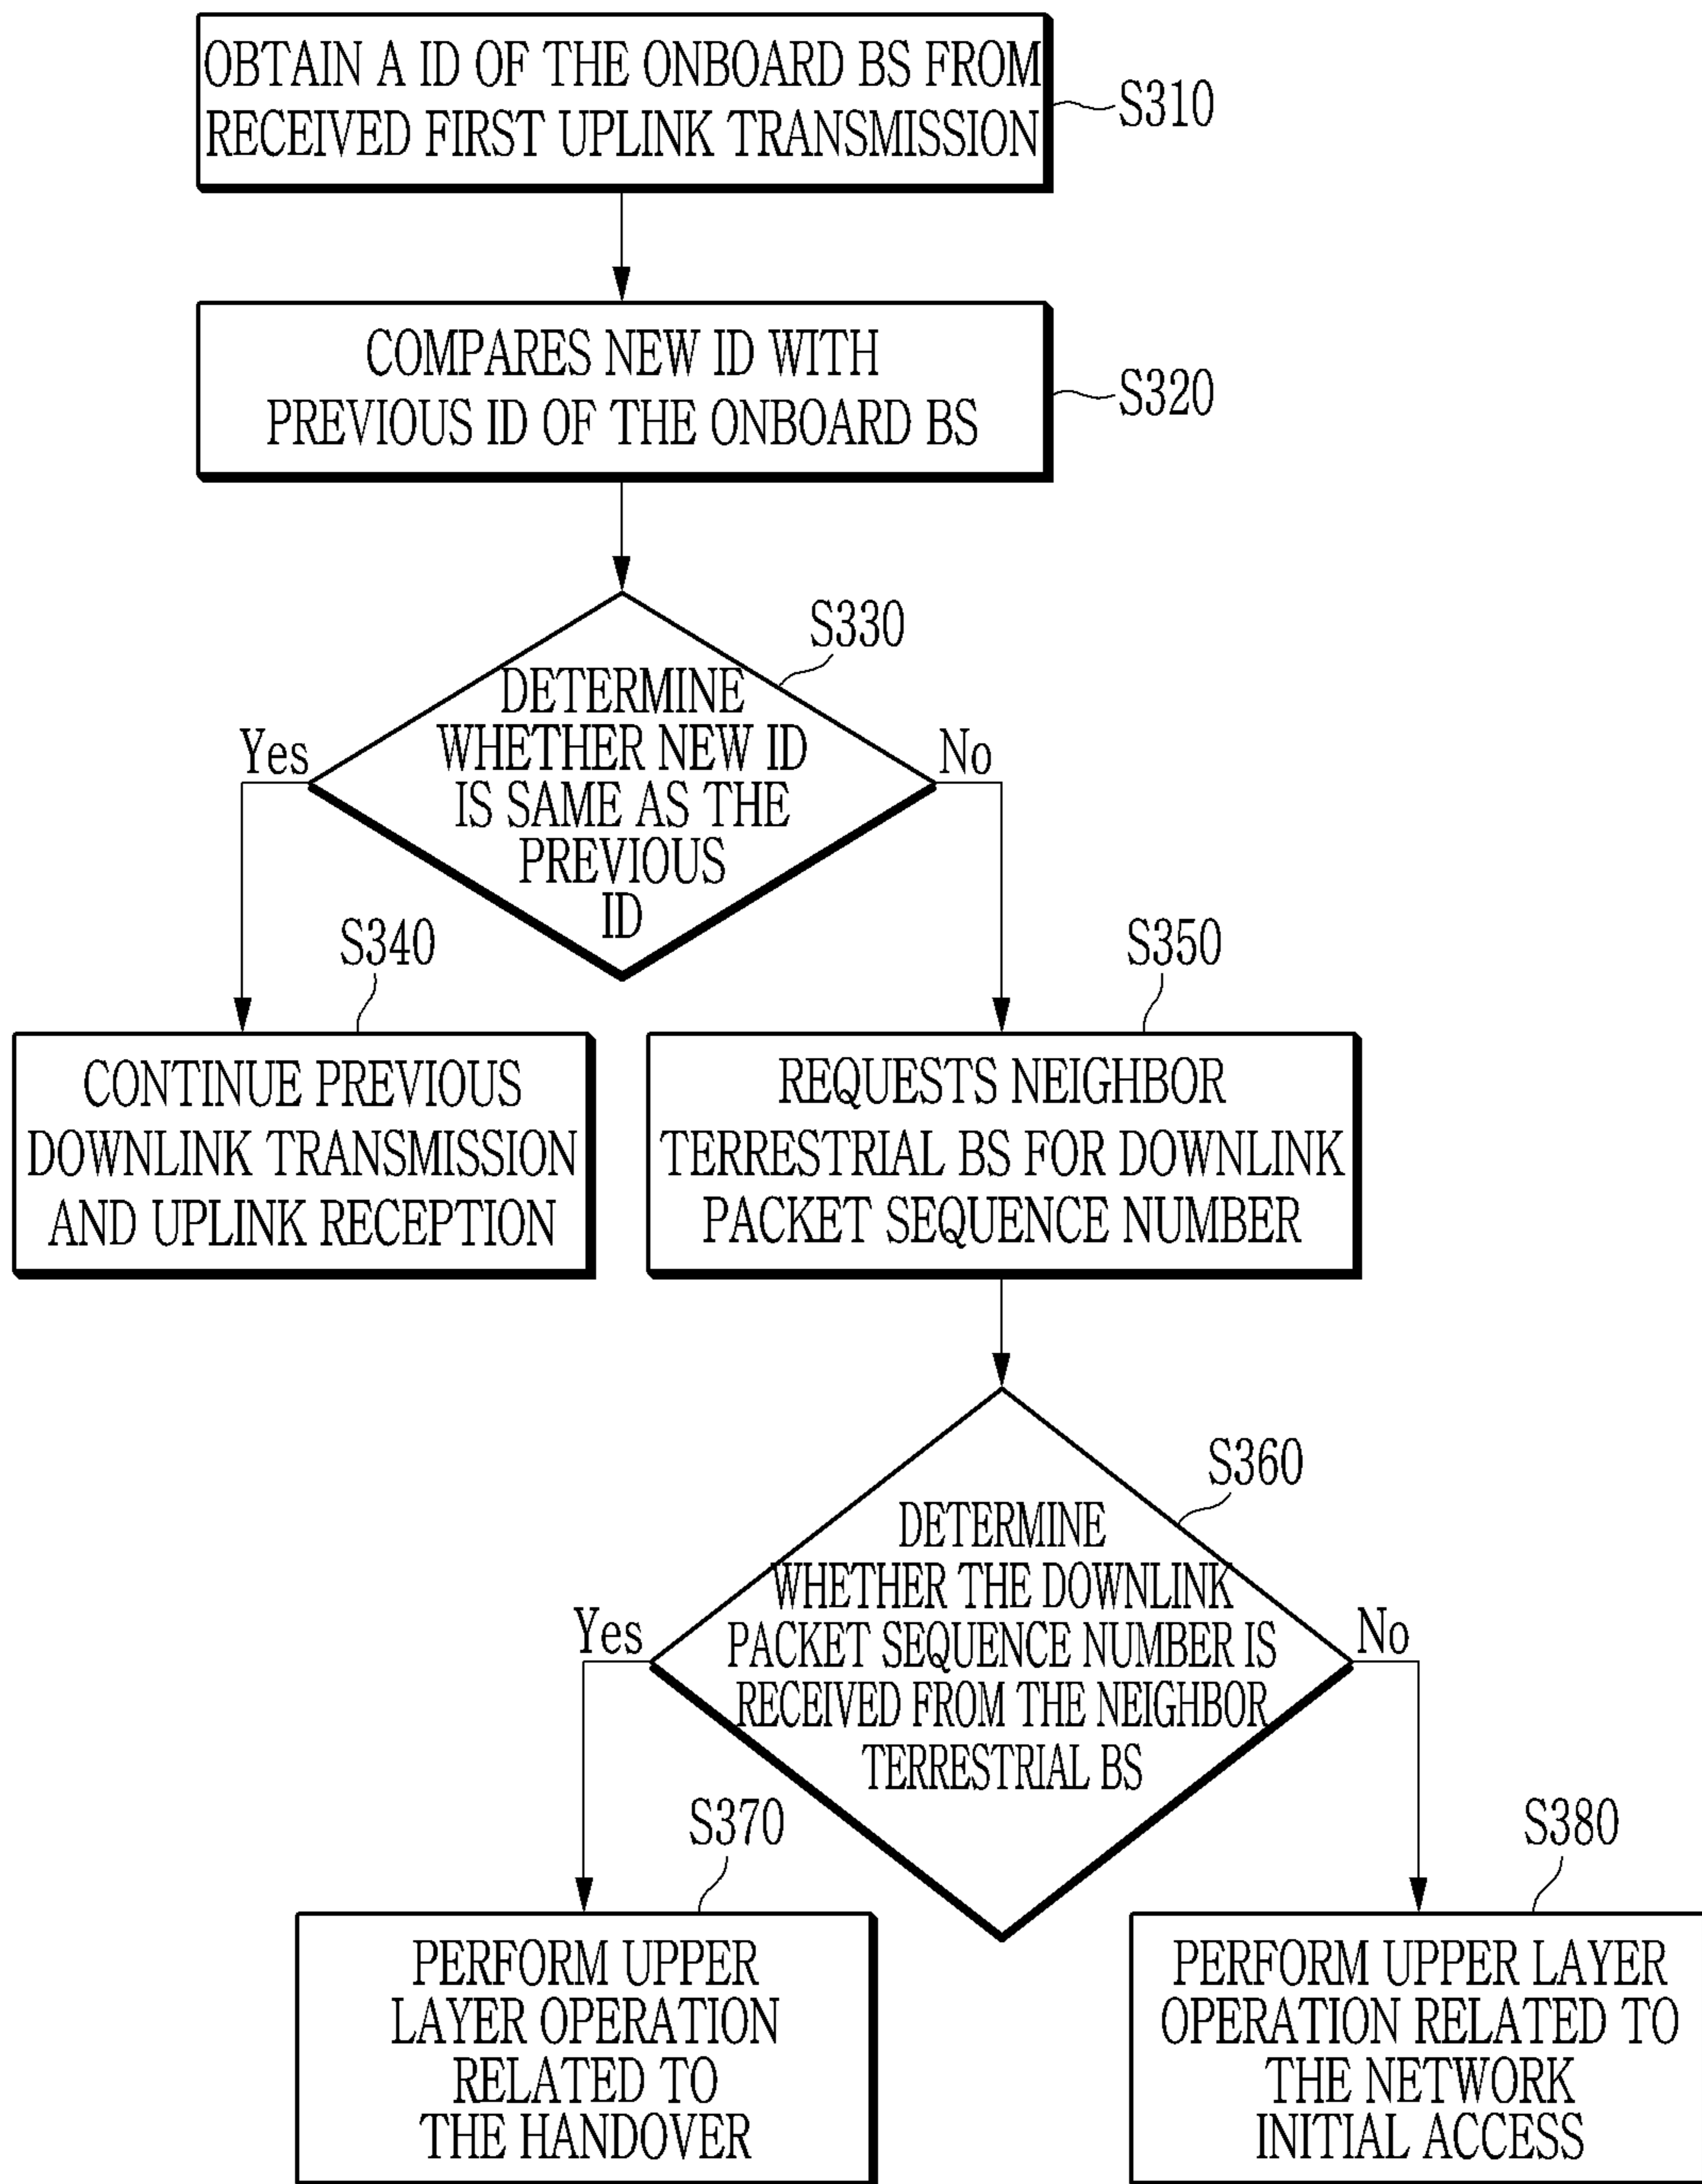 OBTAIN A ID OF THE ONBOARD BS FROM
RECEIVED FIRST UPLINK TRANSMISSION
S310
COMPARES NEW ID WITH
PREVIOUS ID OF THE ONBOARD BS
S320
S330
DETERMINE
WHETHER NEW ID
IS SAME AS THE
PREVIOUS
ID
Yes
No
S340
CONTINUE PREVIOUS
DOWNLINK TRANSMISSION
AND UPLINK RECEPTION
S350
REQUESTS NEIGHBOR
TERRESTRIAL BS FOR DOWNLINK
PACKET SEQUENCE NUMBER
S360
DETERMINE
WHETHER THE DOWNLINK
PACKET SEQUENCE NUMBER IS
RECEIVED FROM THE NEIGHBOR
TERRESTRIAL BS
Yes
No
S370
PERFORM UPPER
LAYER OPERATION
RELATED TO
THE HANDOVER
S380
PERFORM UPPER LAYER
OPERATION RELATED TO
THE NETWORK
INITIAL ACCESS